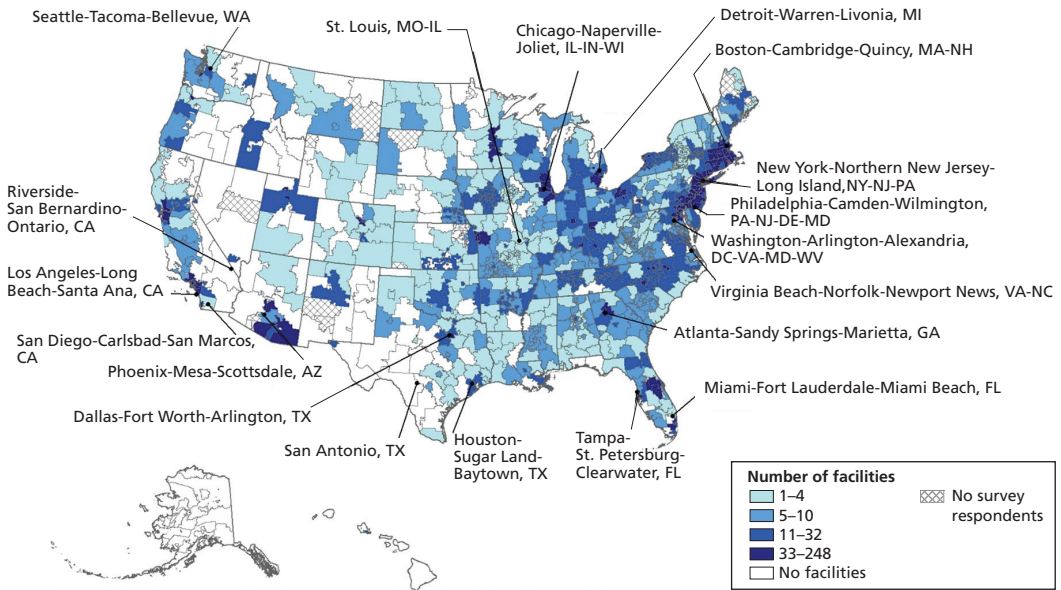 Seattle-Tacoma-Bellevue, WA
St. Louis, MO-IL
Chicago-Naperville-
Joliet, IL-IN-WI
Detroit-Warren-Livonia, MI
Boston-Cambridge-Quincy, MA-NH
New York-Northern New Jersey-
Long Island,NY-NJ-PA
Philadelphia-Camden-Wilmington,
PA-NJ-DE-MD
Washington-Arlington-Alexandria,
DC-VA-MD-WV
Virginia Beach-Norfolk-Newport News, VA-NC
Atlanta-Sandy Springs-Marietta, GA
Miami-Fort Lauderdale-Miami Beach, FL
Riverside-
San Bernardino-
Ontario, CA
Los Angeles-Long
Beach-Santa Ana, CA
San Diego-Carlsbad-San Marcos,
CA
Phoenix-Mesa-Scottsdale, AZ
Dallas-Fort Worth-Arlington, TX
San Antonio, TX
Houston-
Sugar Land-
Baytown, TX
Tampa-
St. Petersburg-
Clearwater, FL
Number of facilities
1–4
5–10
11–32
33–248
No facilities
No survey
respondents